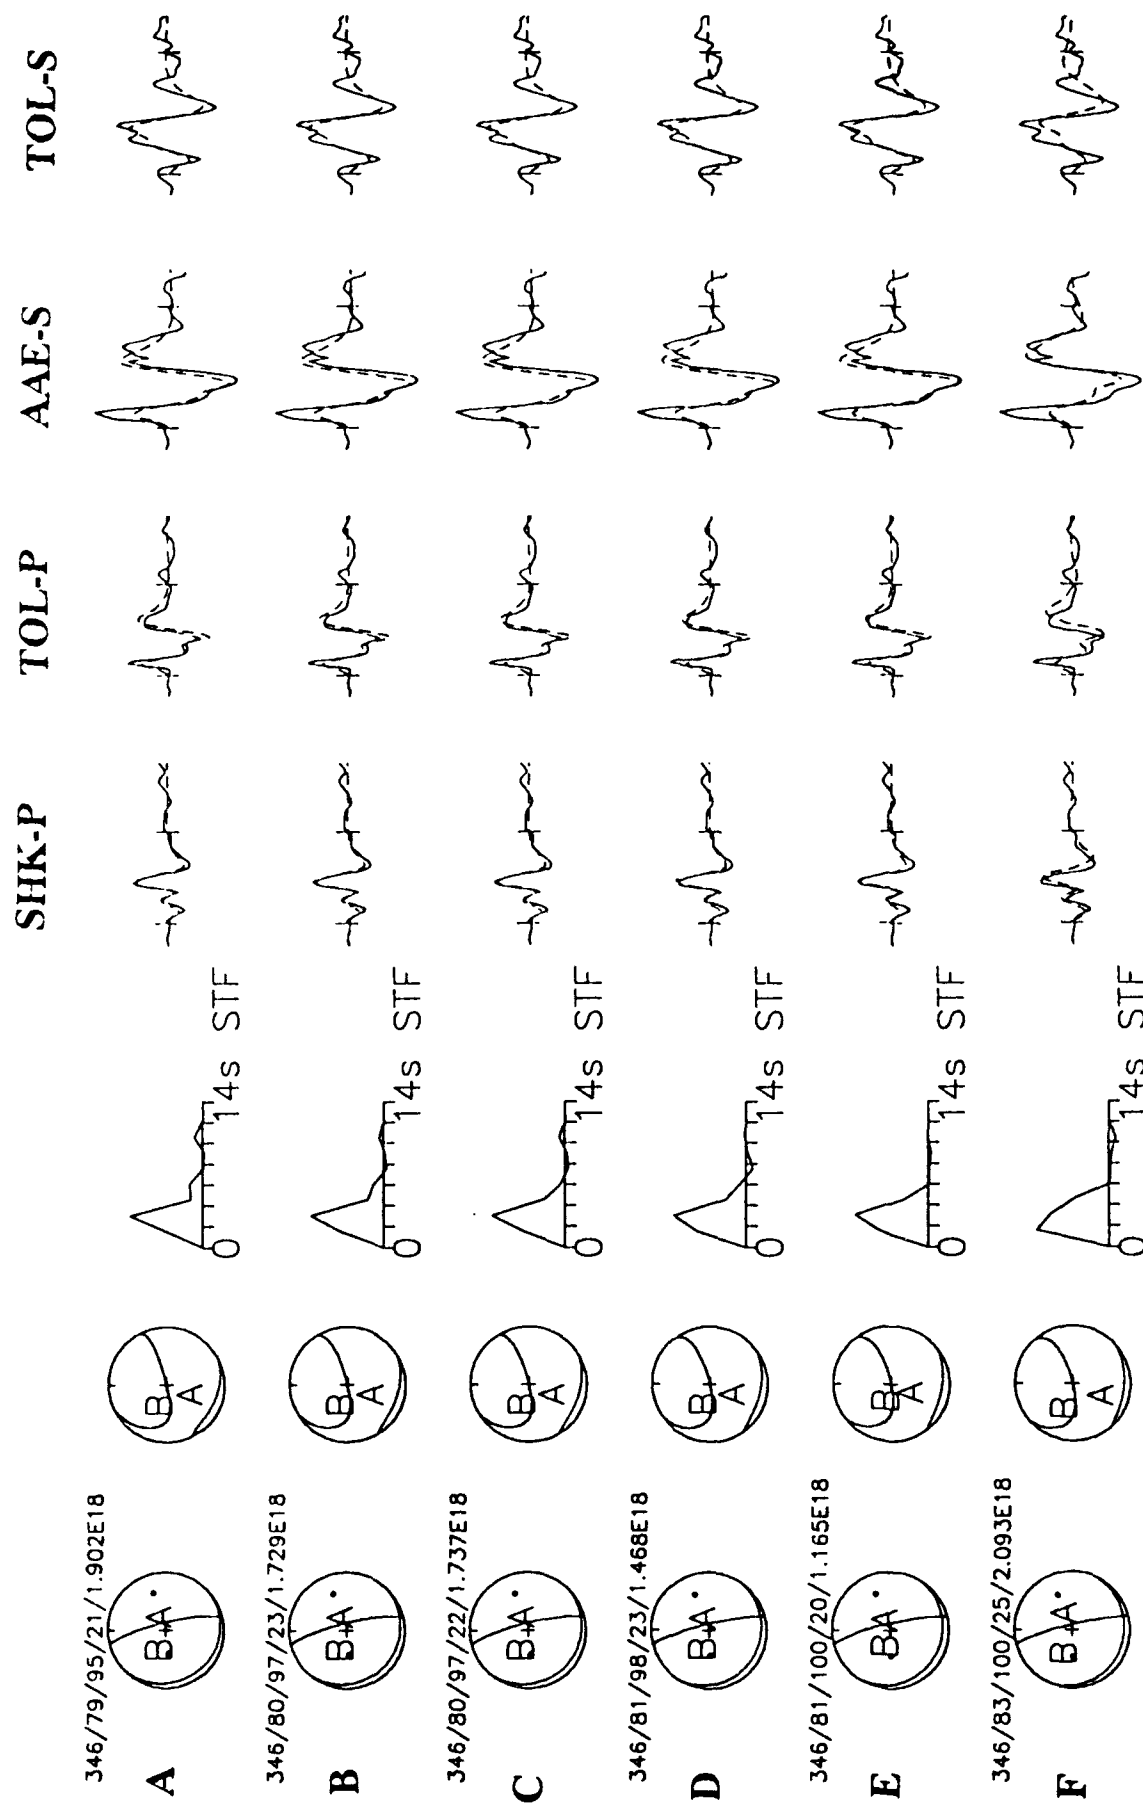 SHK-P TOL-P AAE-S TOL-S
346/79/95/21/1.902E18
A B A B A 0 14s STF
346/80/97/23/1.729E18
B B A B A 0 14s STF
346/80/97/22/1.737E18
C B A B A 0 14s STF
346/81/98/23/1.468E18
D B A B A 0 14s STF
346/81/100/20/1.165E18
E B A B A 0 14s STF
346/83/100/25/2.093E18
F B A B A 0 14s STF